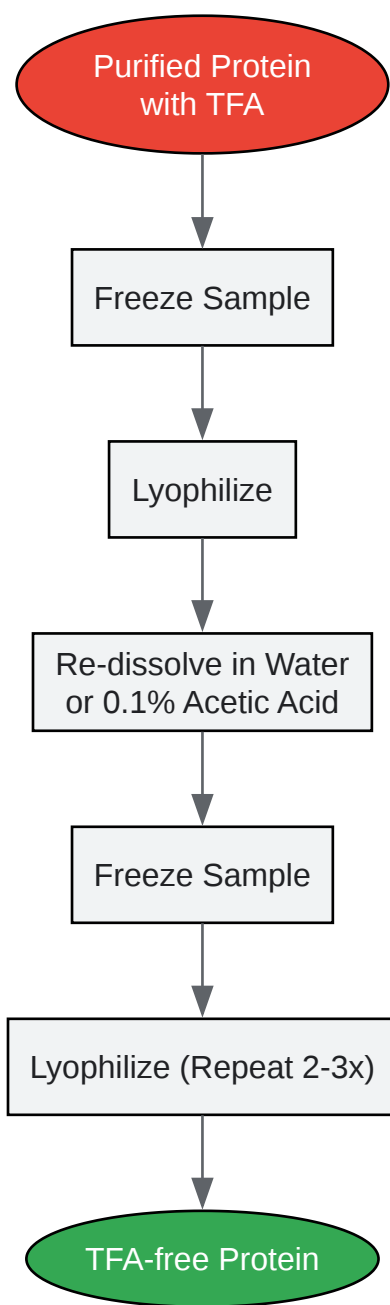 Purified Protein
with TFA
Freeze Sample
Lyophilize
Re-dissolve in Water
or 0.1% Acetic Acid
Freeze Sample
Lyophilize (Repeat 2-3x)
TFA-free Protein